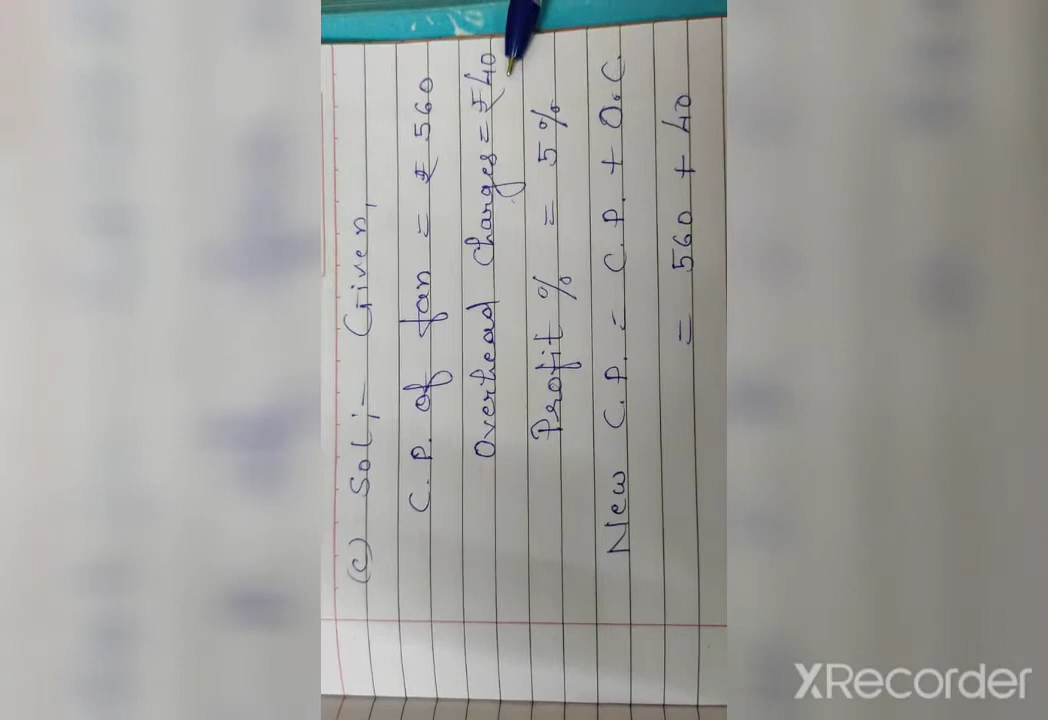 (c) Sol:- Given,
C.P. of fan = ₹ 560
Overhead Charges = ₹ 40
Profit % = 5%
New C.P. = C.P. + O.C.
= 560 + 40
XRecorder